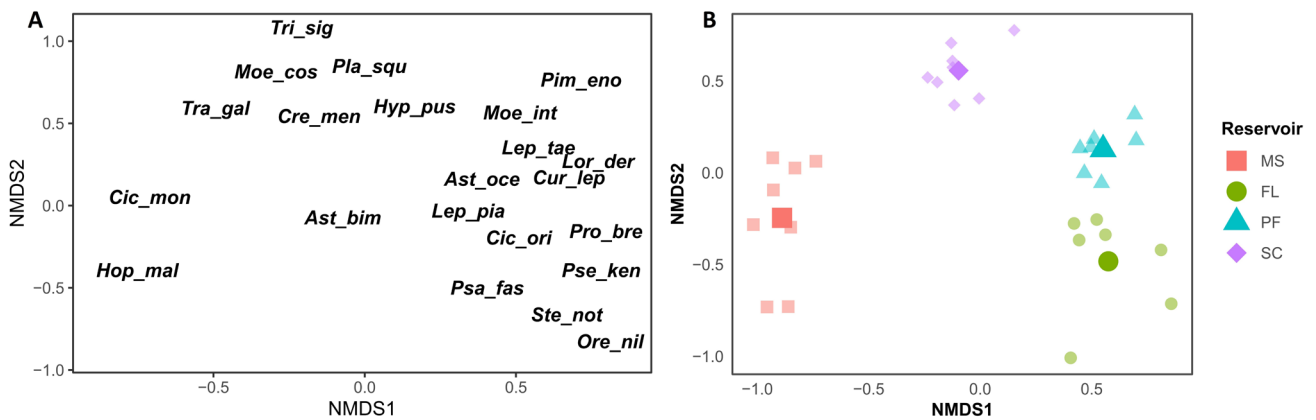 A
Tri_sig
Moe_cos
Pla_squ
Pim_eno
Tra_gal
Cre_men
Hyp_pus
Moe_int
Lep_tae
Lor_der
Ast_oce
Cur_lep
Cic_mon
Ast_bim
Lep_pia
Cic_ori
Pro_bre
Hop_mal
Pse_ken
Psa_fas
Ste_not
Ore_nil
1.0
0.5
0.0
−0.5
−1.0
NMDS2
−0.5
0.0
0.5
NMDS1
B
0.5
0.0
−0.5
−1.0
NMDS2
−1.0
−0.5
0.0
0.5
NMDS1
Reservoir
MS
FL
PF
SC